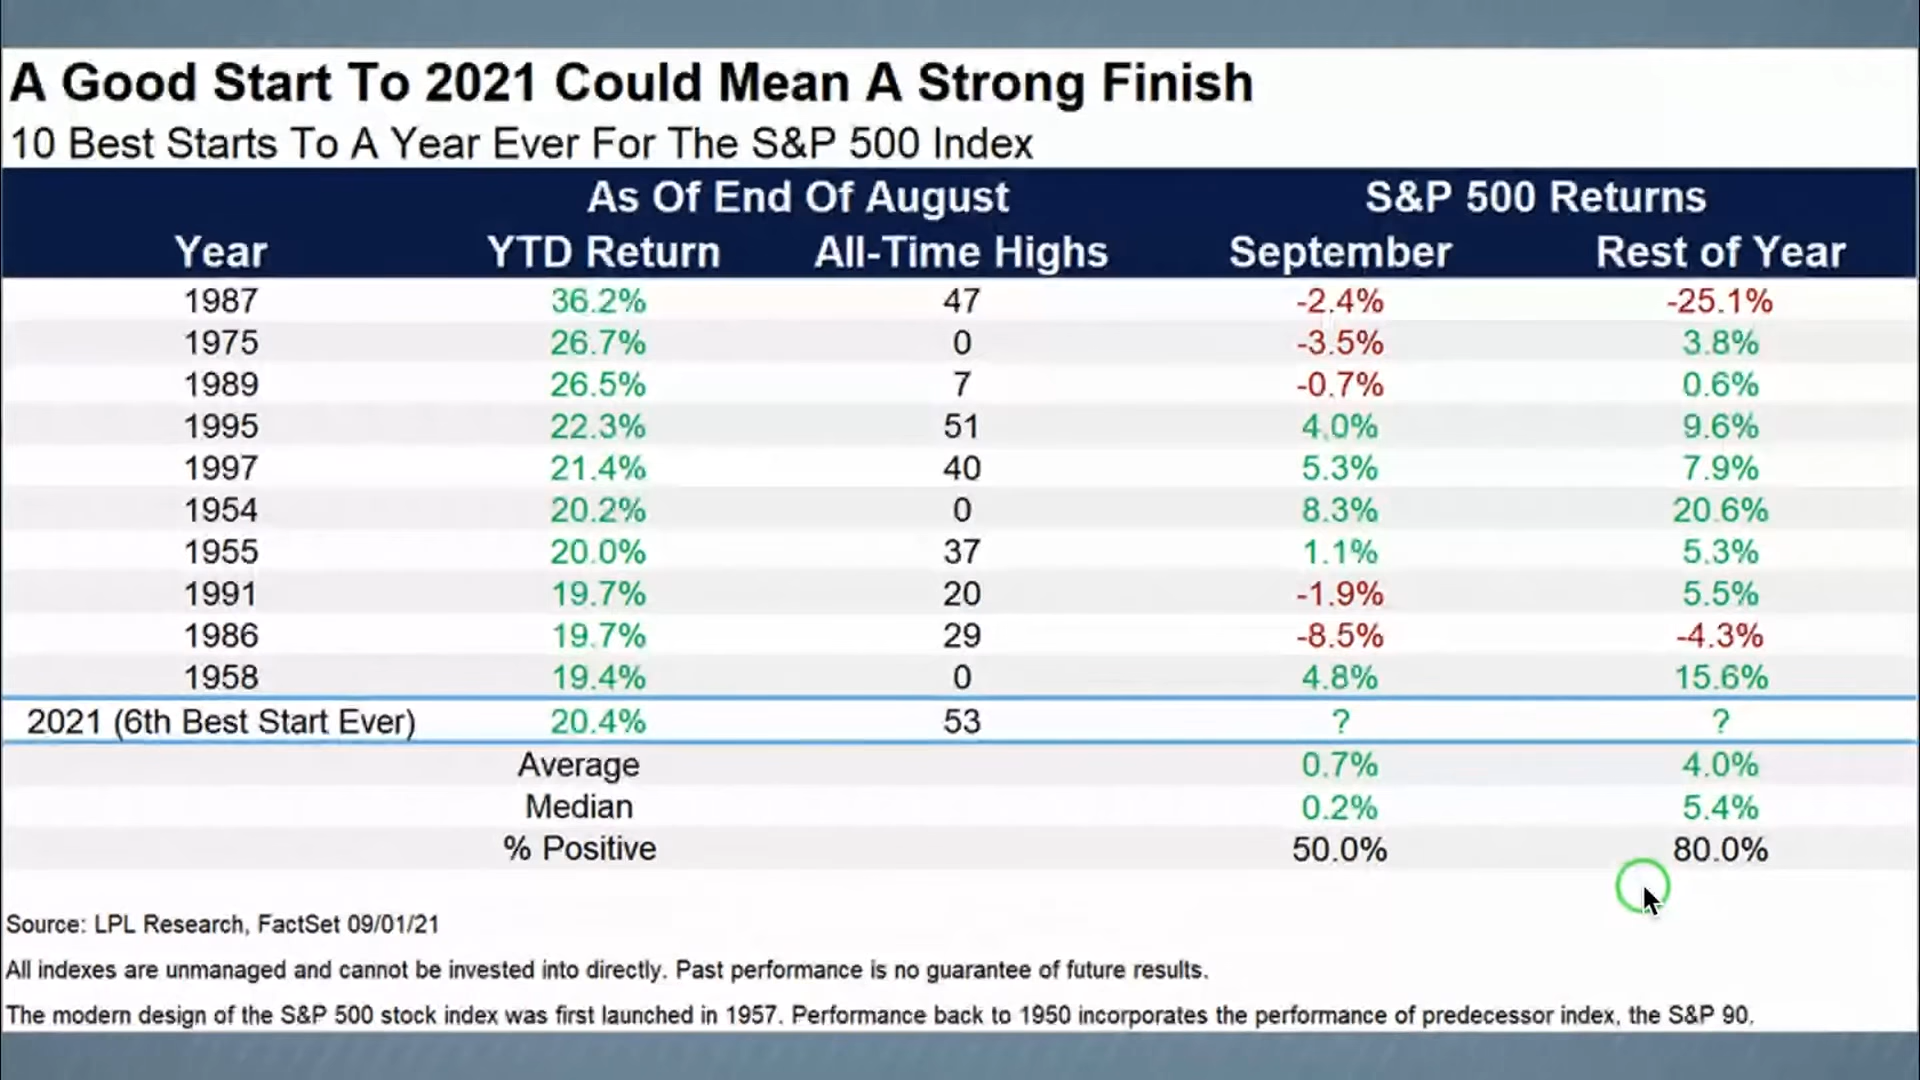 A Good Start To 2021 Could Mean A Strong Finish
10 Best Starts To A Year Ever For The S&P 500 Index
As Of End Of August S&P 500 Returns
Year YTD Return All-Time Highs September Rest of Year
1987 36.2% 47 -2.4% -25.1%
1975 26.7% 0 -3.5% 3.8%
1989 26.5% 7 -0.7% 0.6%
1995 22.3% 51 4.0% 9.6%
1997 21.4% 40 5.3% 7.9%
1954 20.2% 0 8.3% 20.6%
1955 20.0% 37 1.1% 5.3%
1991 19.7% 20 -1.9% 5.5%
1986 19.7% 29 -8.5% -4.3%
1958 19.4% 0 4.8% 15.6%
2021 (6th Best Start Ever) 20.4% 53 ? ?
Average 0.7% 4.0%
Median 0.2% 5.4%
% Positive 50.0% 80.0%
Source: LPL Research, FactSet 09/01/21
All indexes are unmanaged and cannot be invested into directly. Past performance is no guarantee of future results.
The modern design of the S&P 500 stock index was first launched in 1957. Performance back to 1950 incorporates the performance of predecessor index, the S&P 90.